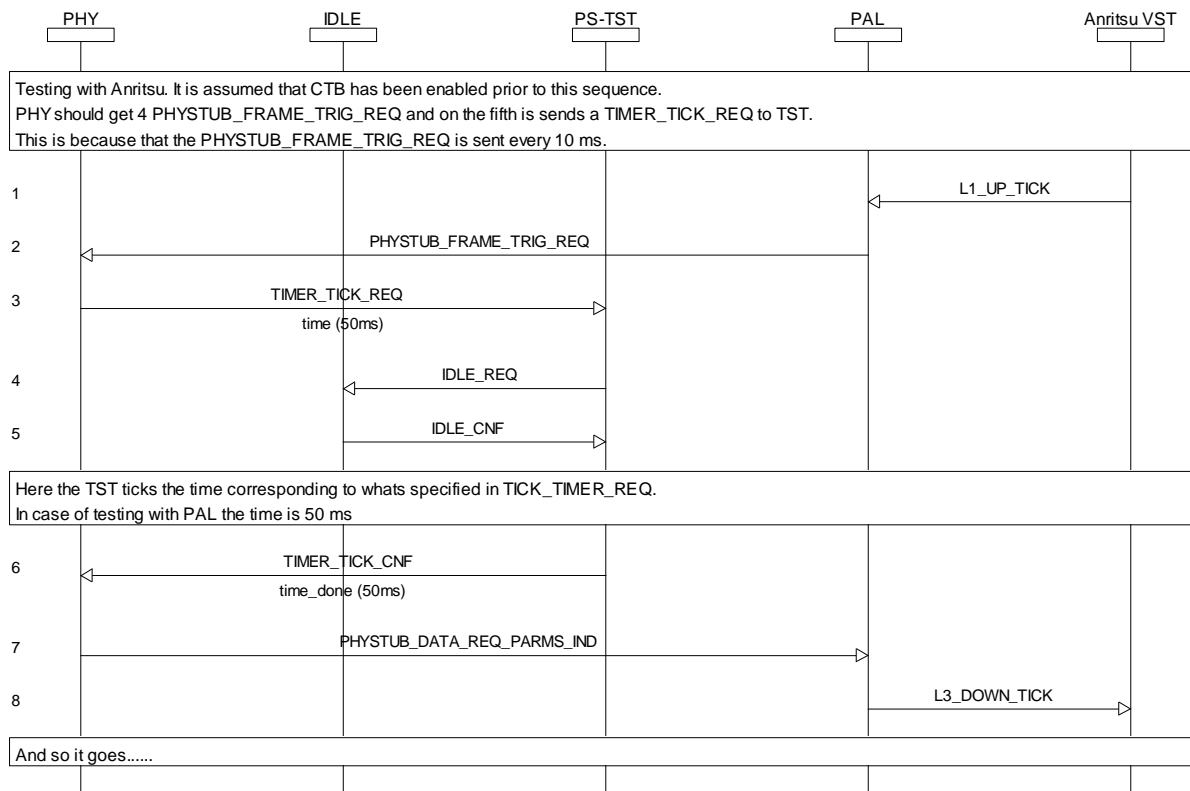 PHY IDLE PS-TST PAL Anritsu VST
Testing with Anritsu. It is assumed that CTB has been enabled prior to this sequence.
PHY should get 4 PHYSTUB_FRAME_TRIG_REQ and on the fifth is sends a TIMER_TICK_REQ to TST.
This is because that the PHYSTUB_FRAME_TRIG_REQ is sent every 10 ms.
1 L1_UP_TICK
2 PHYSTUB_FRAME_TRIG_REQ
3 TIMER_TICK_REQ
time (50ms)
4 IDLE_REQ
5 IDLE_CNF
Here the TST ticks the time corresponding to whats specified in TICK_TIMER_REQ.
In case of testing with PAL the time is 50 ms
6 TIMER_TICK_CNF
time_done (50ms)
7 PHYSTUB_DATA_REQ_PARMS_IND
8 L3_DOWN_TICK
And so it goes......